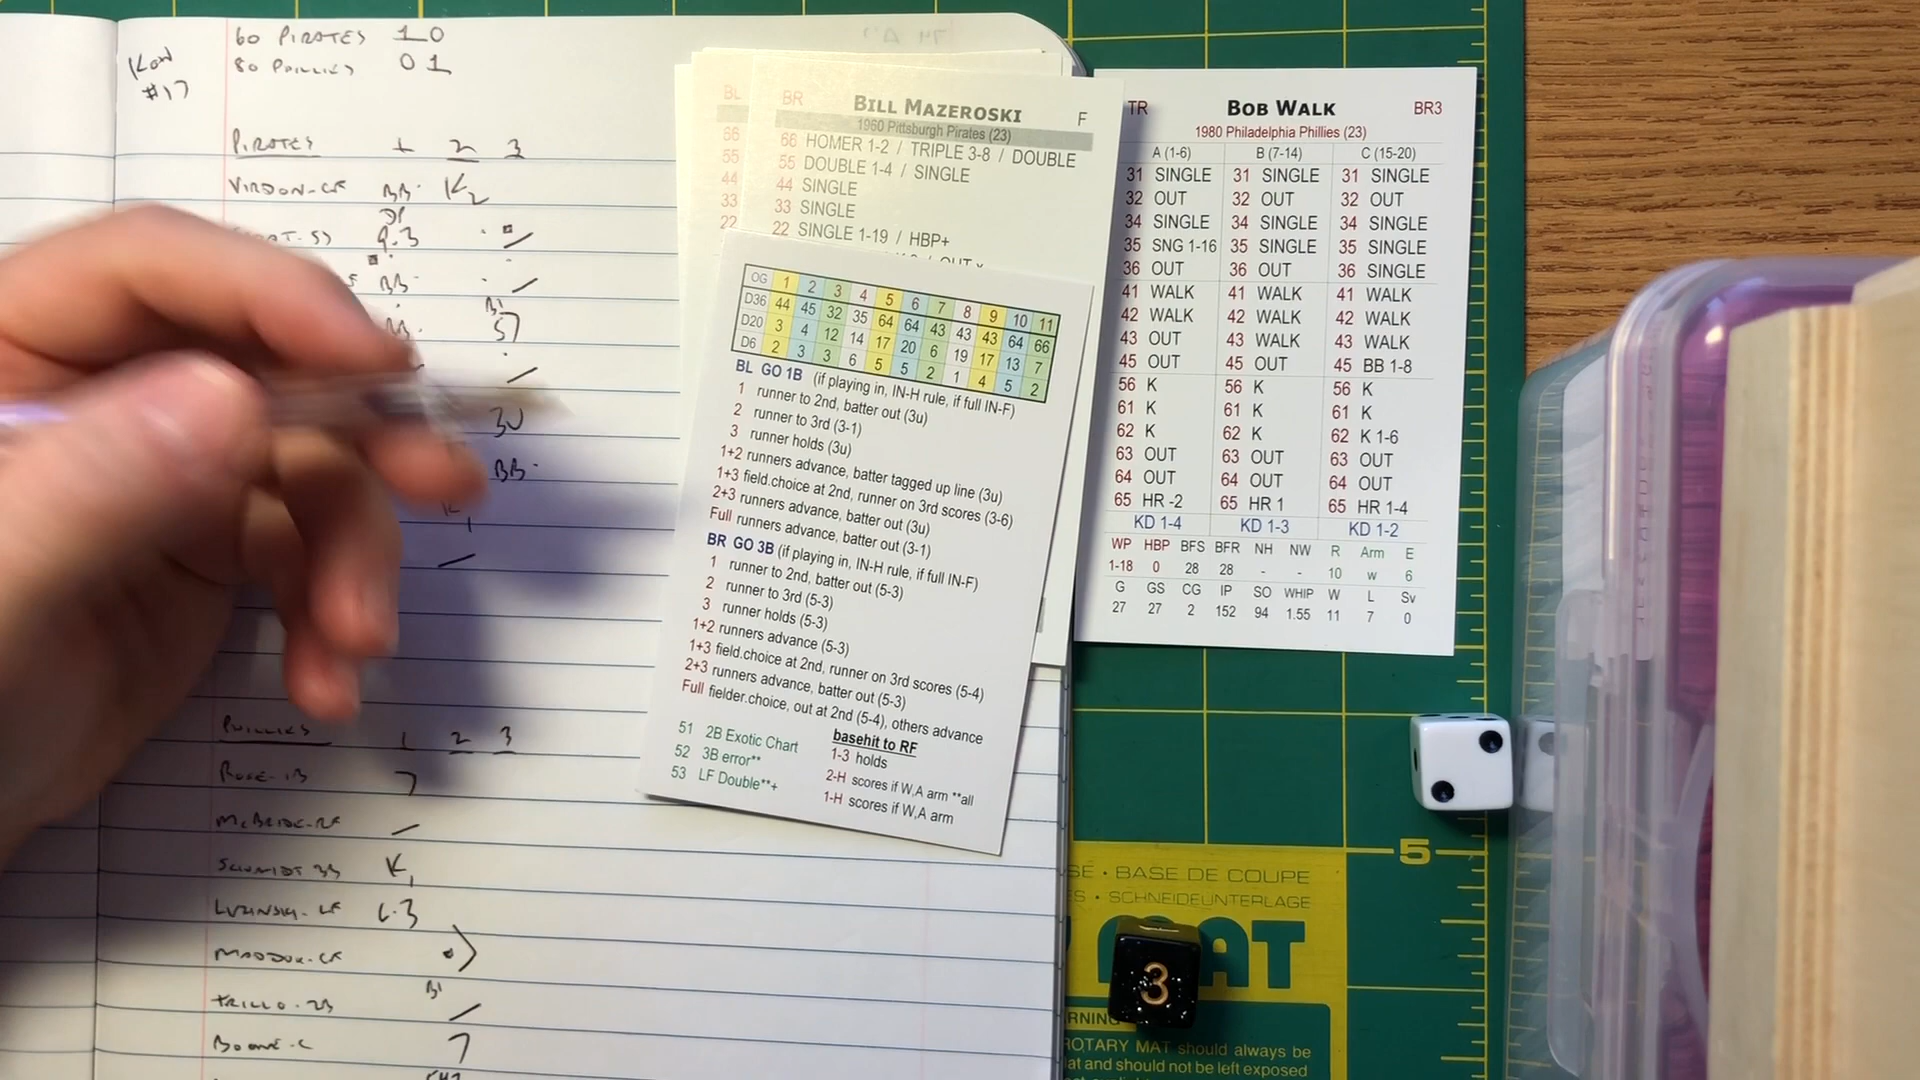 60 PIRATES 1 0
80 PHILLIES 0 1
#17
PIRATES 1 2 3
VIRDON-CF BB K2
BB
BB
57
3U
BB
PHILLIES 1 2 3
ROSE-1B 7
MCBRIDE-RF
SCHMIDT 3B K1
LUZINSKI-LF 6.3
MADDOX-CF
TRILLO-2B
BOONE-C 7
BR BILL MAZEROSKI F
1960 Pittsburgh Pirates (23)
66 HOMER 1-2 / TRIPLE 3-8 / DOUBLE
55 DOUBLE 1-4 / SINGLE
44 SINGLE
33 SINGLE
22 SINGLE 1-19 / HBP+
BL
66
55
44
33
22
OG 1 2 3 4 5 6 7 8 9 10 11
D36 44 45 32 35 64 64 43 43 43 64 66
D20 3 4 12 14 17 20 6 19 17 13 7
D6 2 3 3 6 5 5 2 1 4 5 2
BL GO 1B (if playing in, IN-H rule, if full IN-F)
1 runner to 2nd, batter out (3u)
2 runner to 3rd (3-1)
3 runner holds (3u)
1+2 runners advance, batter tagged up line (3u)
1+3 field.choice at 2nd, runner on 3rd scores (3-6)
2+3 runners advance, batter out (3u)
Full runners advance, batter out (3-1)
BR GO 3B (if playing in, IN-H rule, if full IN-F)
1 runner to 2nd, batter out (5-3)
2 runner to 3rd (5-3)
3 runner holds (5-3)
1+2 runners advance (5-3)
1+3 field.choice at 2nd, runner on 3rd scores (5-4)
2+3 runners advance, batter out (5-3)
Full fielder.choice, out at 2nd (5-4), others advance
51 2B Exotic Chart
52 3B error**
53 LF Double**+
basehit to RF
1-3 holds
2-H scores if W,A arm **all
1-H scores if W,A arm
TR BOB WALK BR3
1980 Philadelphia Phillies (23)
A (1-6) B (7-14) C (15-20)
31 SINGLE 31 SINGLE 31 SINGLE
32 OUT 32 OUT 32 OUT
34 SINGLE 34 SINGLE 34 SINGLE
35 SNG 1-16 35 SINGLE 35 SINGLE
36 OUT 36 OUT 36 SINGLE
41 WALK 41 WALK 41 WALK
42 WALK 42 WALK 42 WALK
43 OUT 43 WALK 43 WALK
45 OUT 45 OUT 45 BB 1-8
56 K 56 K 56 K
61 K 61 K 61 K
62 K 62 K 62 K 1-6
63 OUT 63 OUT 63 OUT
64 OUT 64 OUT 64 OUT
65 HR -2 65 HR 1 65 HR 1-4
KD 1-4 KD 1-3 KD 1-2
WP HBP BFS BFR NH NW R Arm E
1-18 0 28 28 - - 10 w 6
G GS CG IP SO WHIP W L Sv
27 27 2 152 94 1.55 11 7 0
5
BASE DE COUPE
SCHNEIDEUNTERLAGE
MAT
3
ROTARY MAT should always be
and should not be left exposed